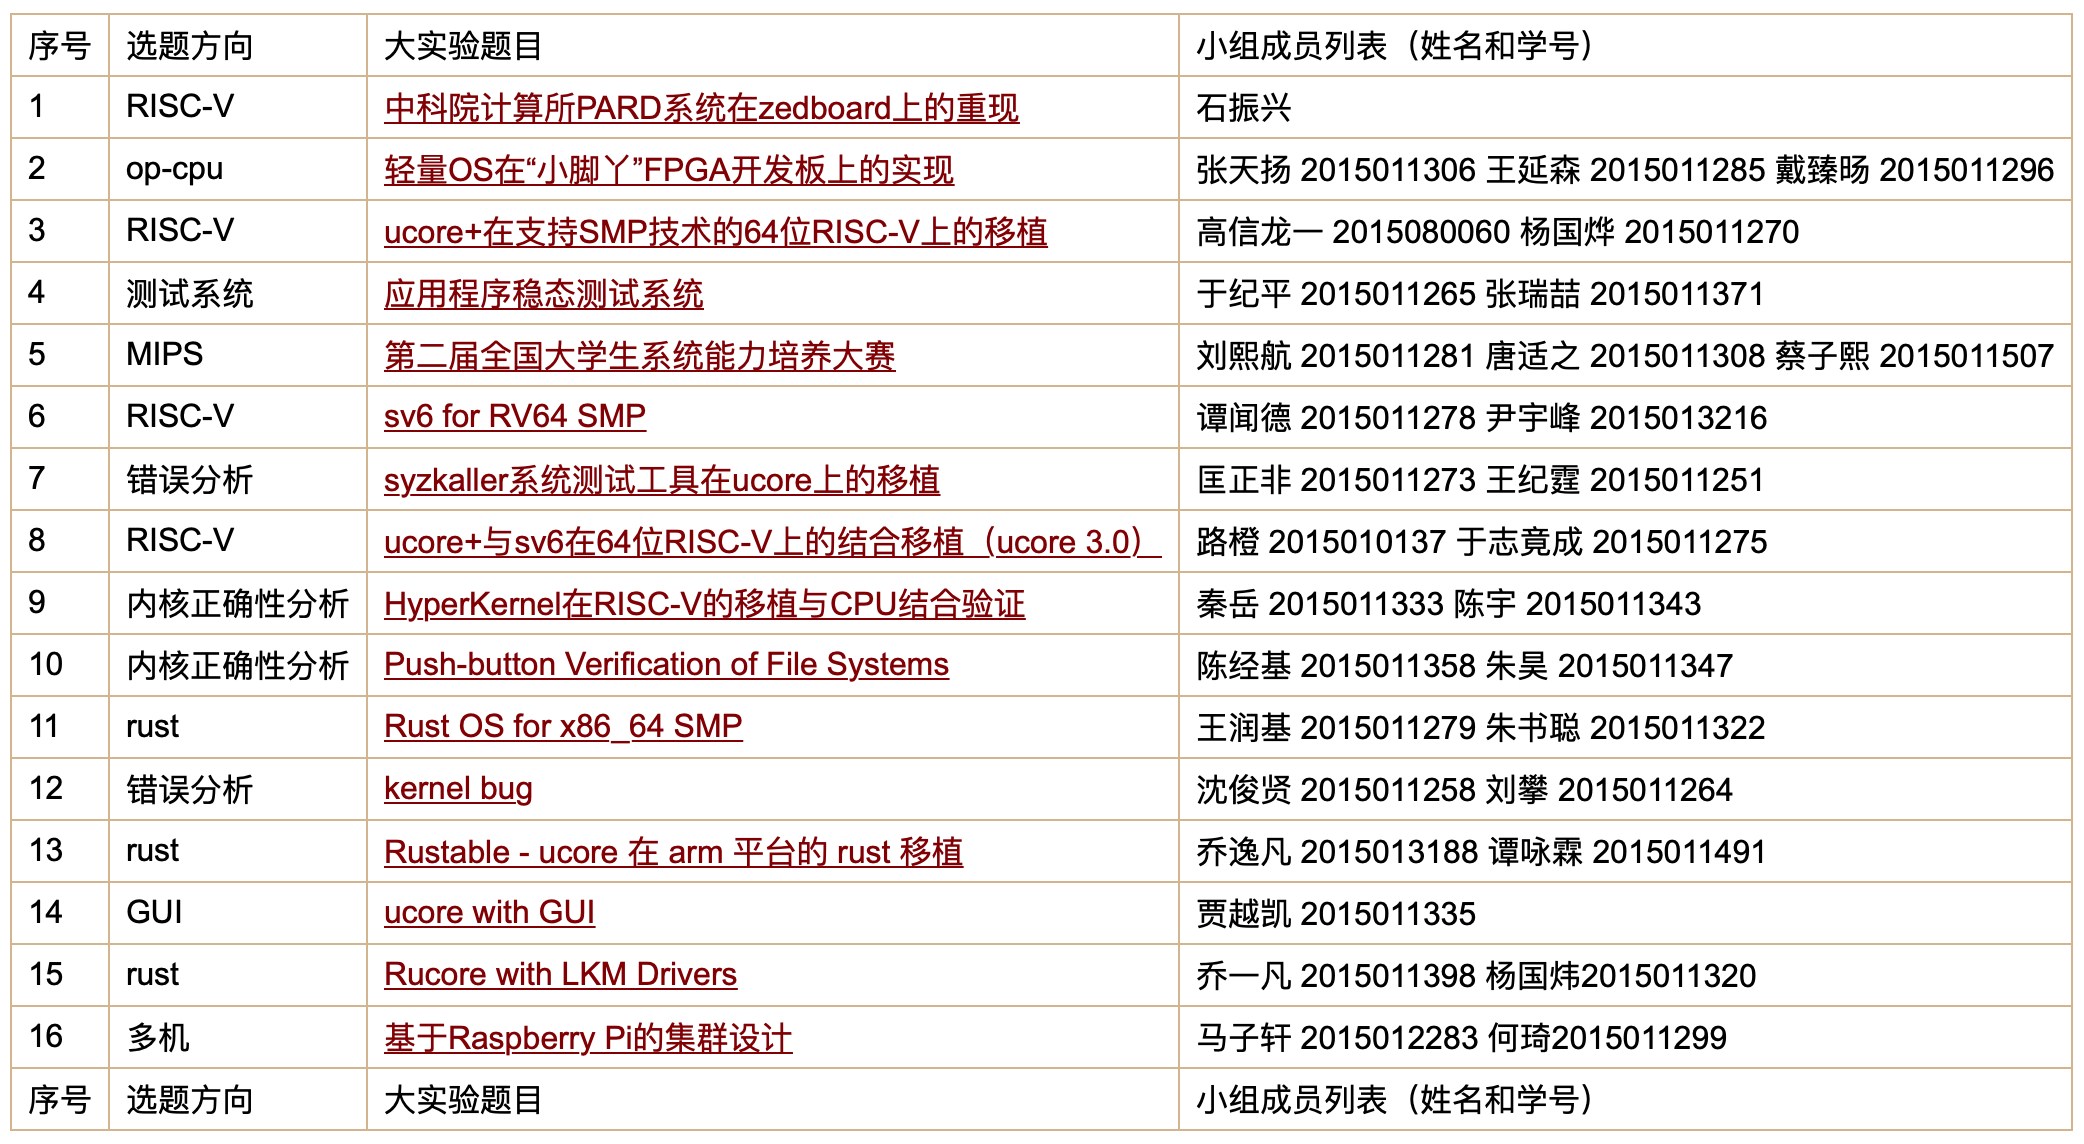 序号 选题方向 大实验题目 小组成员列表（姓名和学号）
1 RISC-V 中科院计算所PARD系统在zedboard上的重现 石振兴
2 op-cpu 轻量OS在“小脚丫”FPGA开发板上的实现 张天扬 2015011306 王延森 2015011285 戴臻旸 2015011296
3 RISC-V ucore+在支持SMP技术的64位RISC-V上的移植 高信龙一 2015080060 杨国烨 2015011270
4 测试系统 应用程序稳态测试系统 于纪平 2015011265 张瑞喆 2015011371
5 MIPS 第二届全国大学生系统能力培养大赛 刘熙航 2015011281 唐适之 2015011308 蔡子熙 2015011507
6 RISC-V sv6 for RV64 SMP 谭闻德 2015011278 尹宇峰 2015013216
7 错误分析 syzkaller系统测试工具在ucore上的移植 匡正非 2015011273 王纪霆 2015011251
8 RISC-V ucore+与sv6在64位RISC-V上的结合移植（ucore 3.0） 路橙 2015010137 于志竟成 2015011275
9 内核正确性分析 HyperKernel在RISC-V的移植与CPU结合验证 秦岳 2015011333 陈宇 2015011343
10 内核正确性分析 Push-button Verification of File Systems 陈经基 2015011358 朱昊 2015011347
11 rust Rust OS for x86_64 SMP 王润基 2015011279 朱书聪 2015011322
12 错误分析 kernel bug 沈俊贤 2015011258 刘攀 2015011264
13 rust Rustable - ucore 在 arm 平台的 rust 移植 乔逸凡 2015013188 谭咏霖 2015011491
14 GUI ucore with GUI 贾越凯 2015011335
15 rust Rucore with LKM Drivers 乔一凡 2015011398 杨国炜2015011320
16 多机 基于Raspberry Pi的集群设计 马子轩 2015012283 何琦2015011299
序号 选题方向 大实验题目 小组成员列表（姓名和学号）